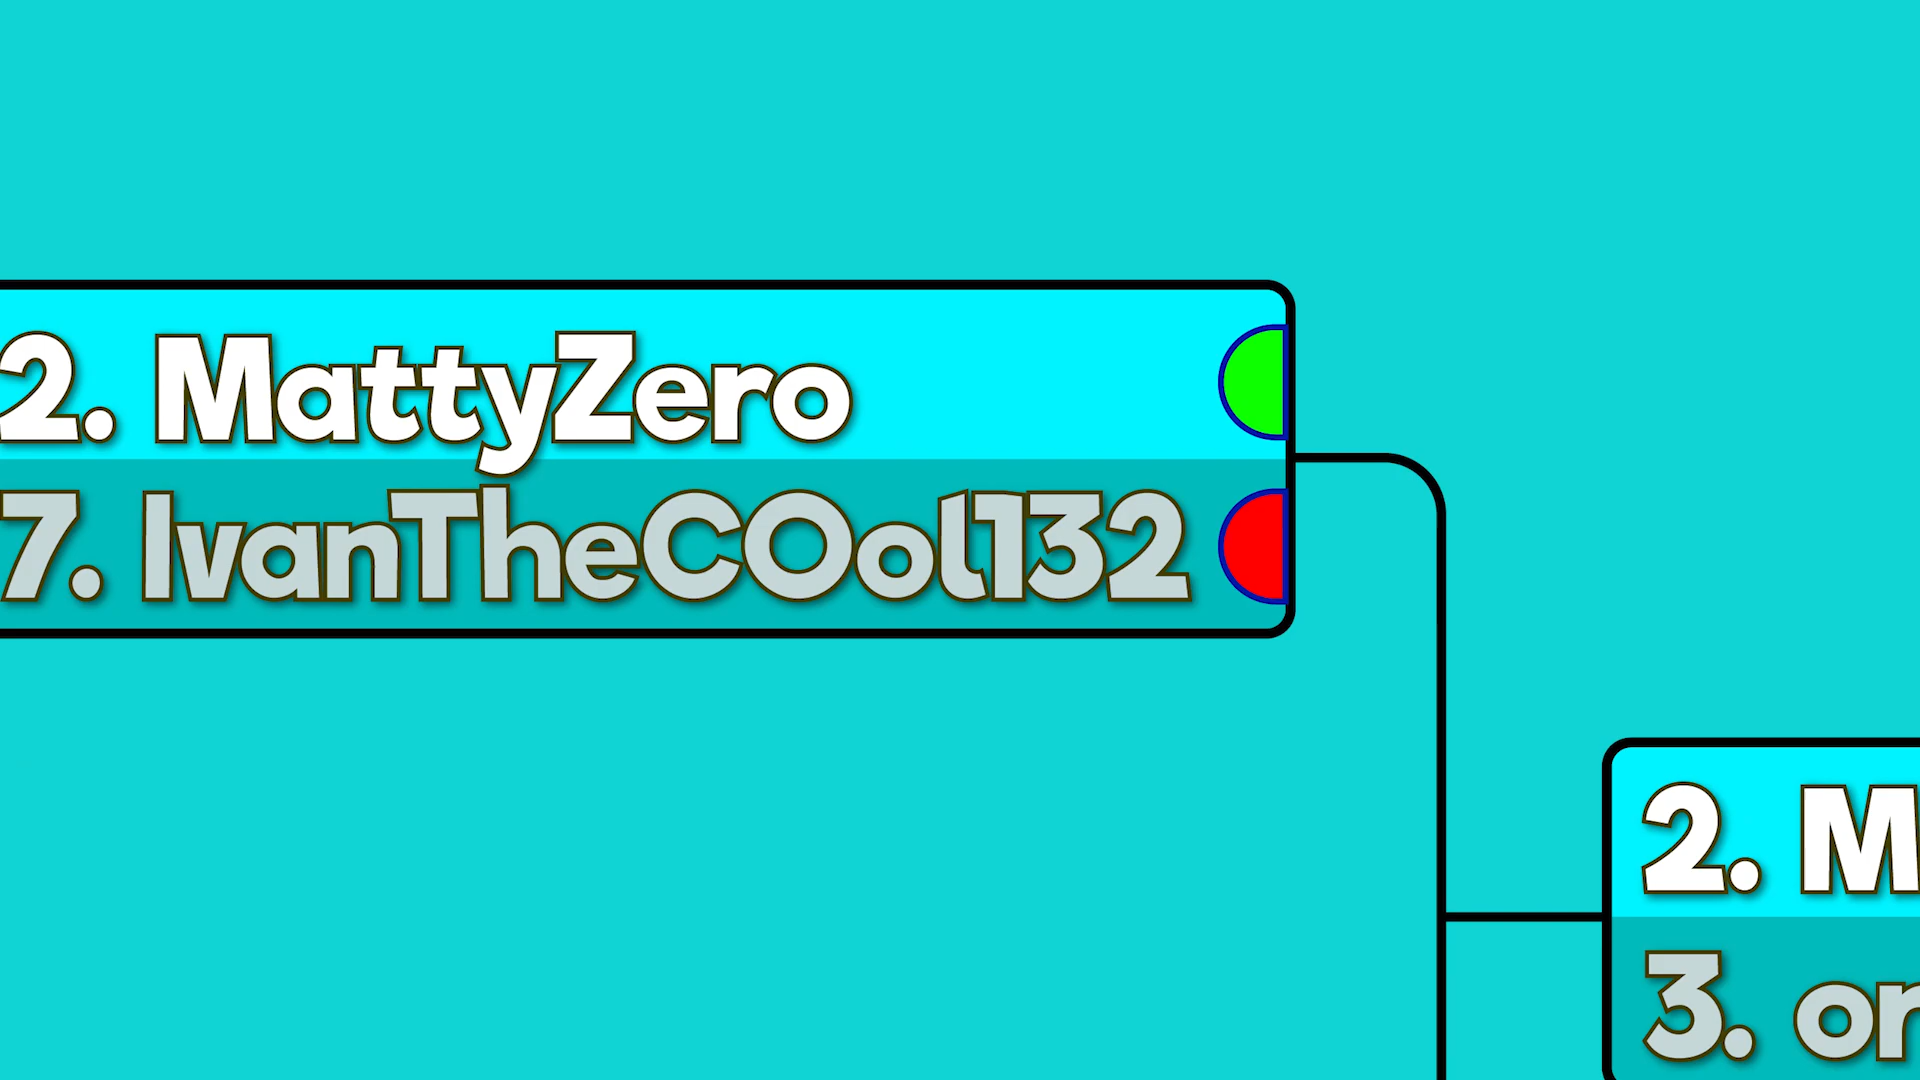 2. MattyZero
7. IvanTheCOol132
2. M
3. or